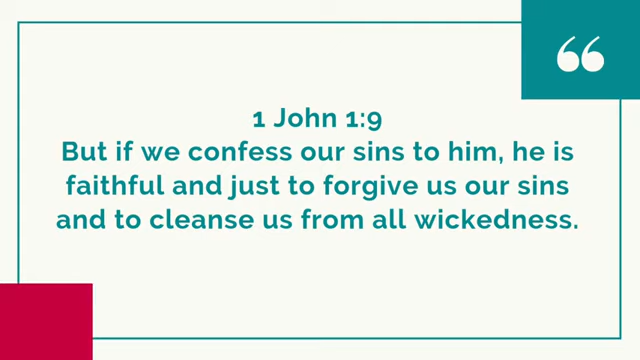 1 John 1:9
But if we confess our sins to him, he is
faithful and just to forgive us our sins
and to cleanse us from all wickedness.